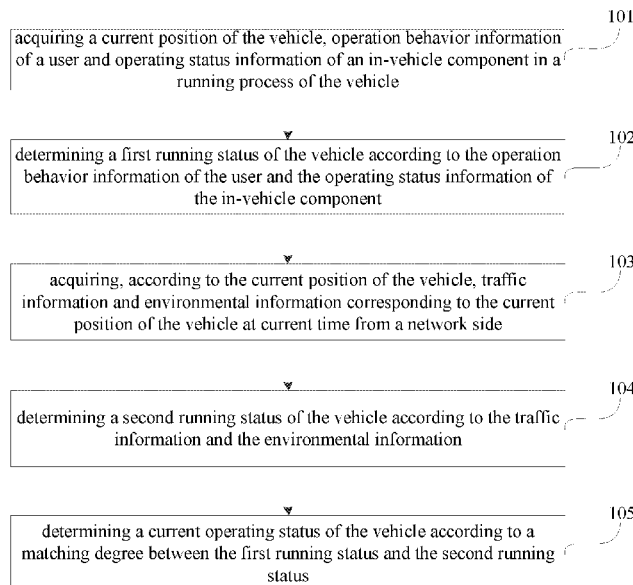 101
acquiring a current position of the vehicle, operation behavior information
of a user and operating status information of an in-vehicle component in a
running process of the vehicle
102
determining a first running status of the vehicle according to the operation
behavior information of the user and the operating status information of
the in-vehicle component
103
acquiring, according to the current position of the vehicle, traffic
information and environmental information corresponding to the current
position of the vehicle at current time from a network side
104
determining a second running status of the vehicle according to the traffic
information and the environmental information
105
determining a current operating status of the vehicle according to a
matching degree between the first running status and the second running
status